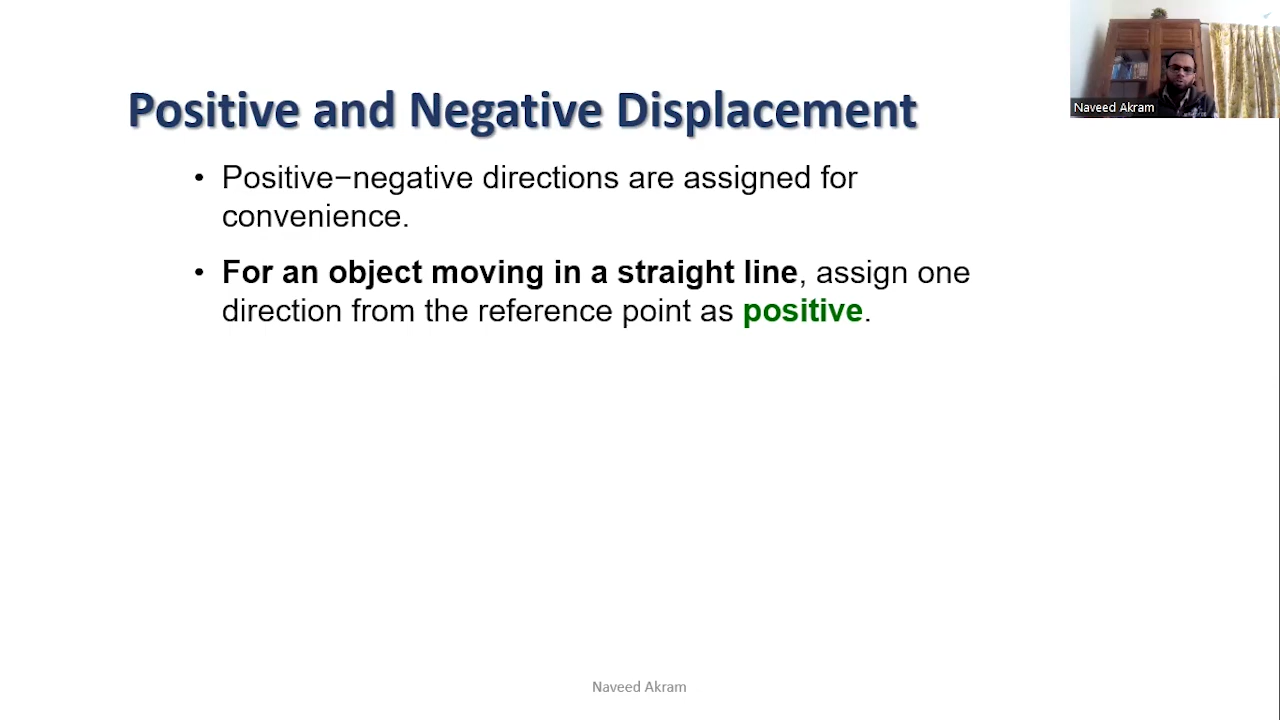 Positive and Negative Displacement
Naveed Akram
• Positive−negative directions are assigned for
convenience.
• For an object moving in a straight line, assign one
direction from the reference point as positive.
Naveed Akram